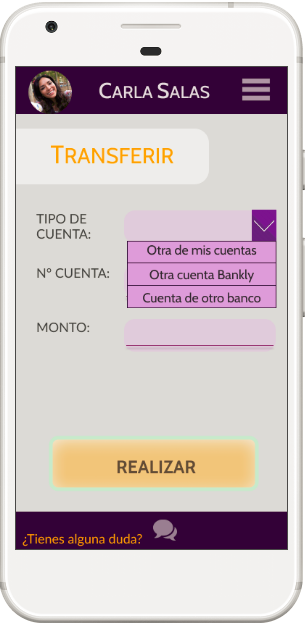 CARLA SALAS
TRANSFERIR
TIPO DE
CUENTA:
Otra de mis cuentas
Nº CUENTA:
Otra cuenta Bankly
Cuenta de otro banco
MONTO:
REALIZAR
¿Tienes alguna duda?